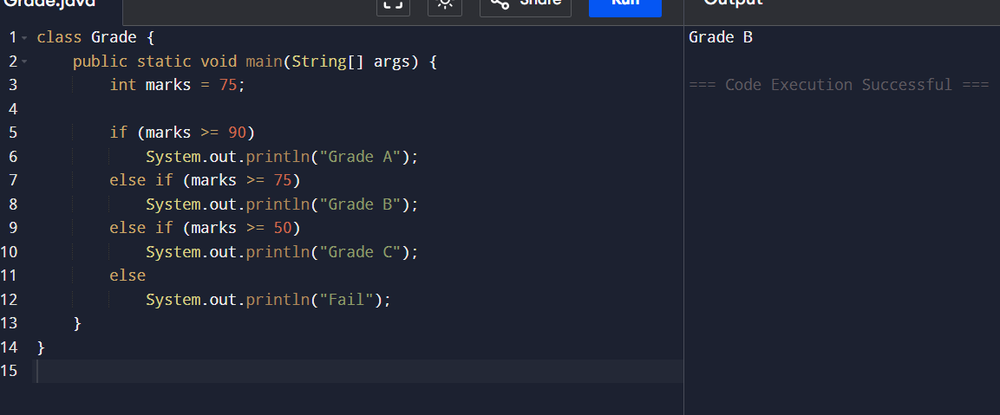 Grade.java
Share
Run
Output
1 class Grade {
2     public static void main(String[] args) {
3         int marks = 75;
4
5         if (marks >= 90)
6             System.out.println("Grade A");
7         else if (marks >= 75)
8             System.out.println("Grade B");
9         else if (marks >= 50)
10             System.out.println("Grade C");
11         else
12             System.out.println("Fail");
13     }
14 }
15
Grade B
=== Code Execution Successful ===